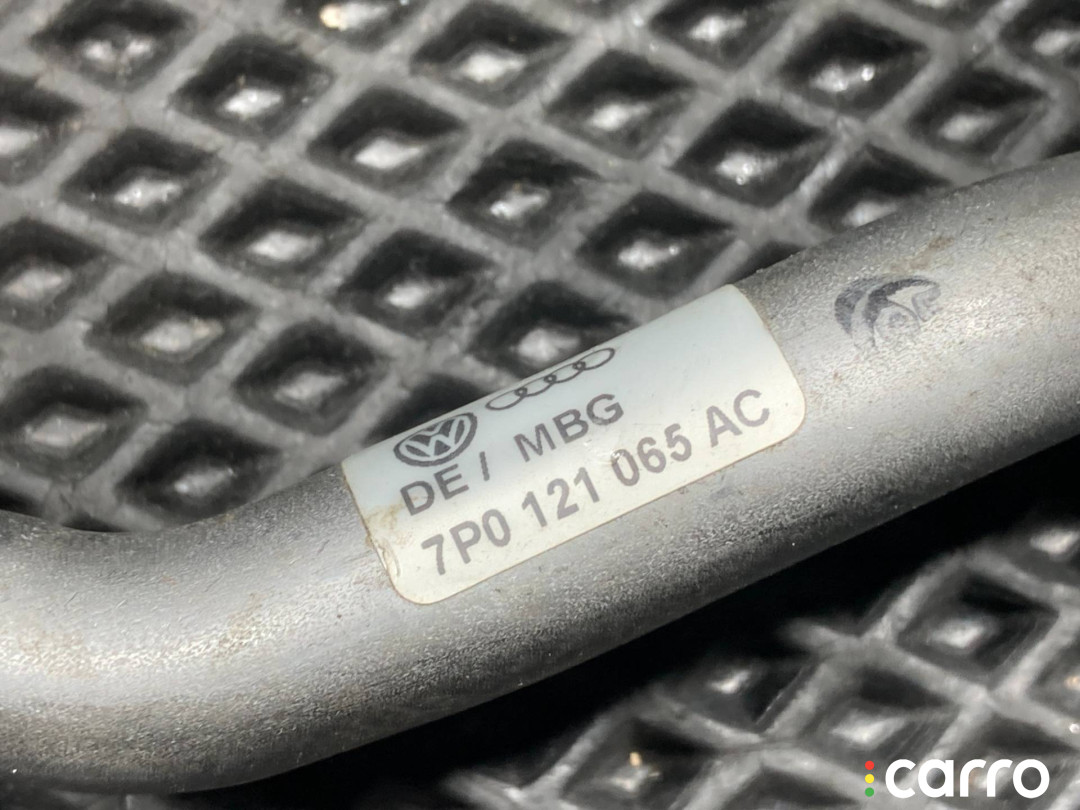 DE / MBG
7P0 121 065 AC
carro